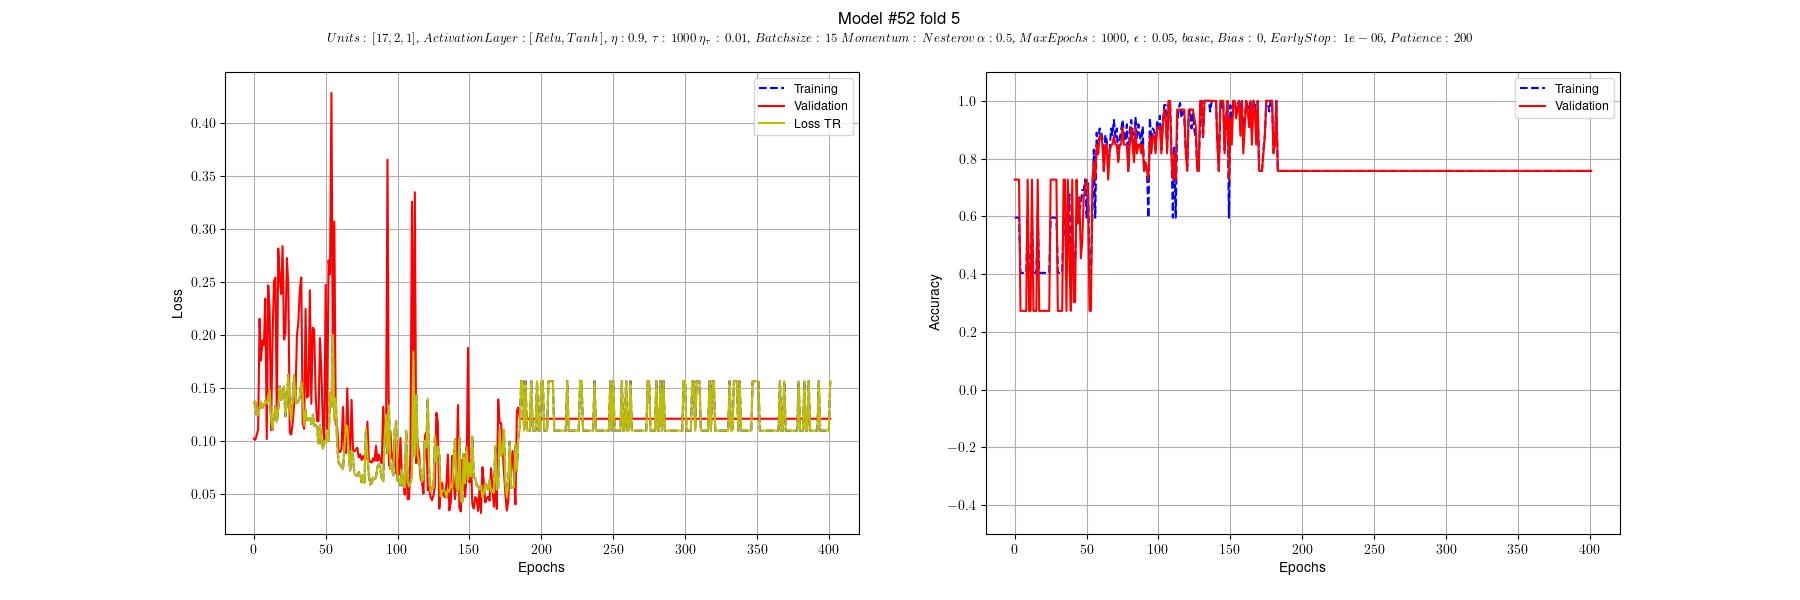 Model #52 fold 5
Units : [17, 2, 1], ActivationLayer : [Relu, Tanh], η : 0.9, τ : 1000 ητ : 0.01, Batchsize : 15 Momentum : Nesterov α : 0.5, MaxEpochs : 1000, ϵ : 0.05, basic, Bias : 0, EarlyStop : 1e − 06, Patience : 200
Training
Validation
Loss TR
0.40
0.35
0.30
0.25
0.20
0.15
0.10
0.05
Loss
0 50 100 150 200 250 300 350 400
Epochs
Training
Validation
1.0
0.8
0.6
0.4
0.2
0.0
−0.2
−0.4
Accuracy
0 50 100 150 200 250 300 350 400
Epochs